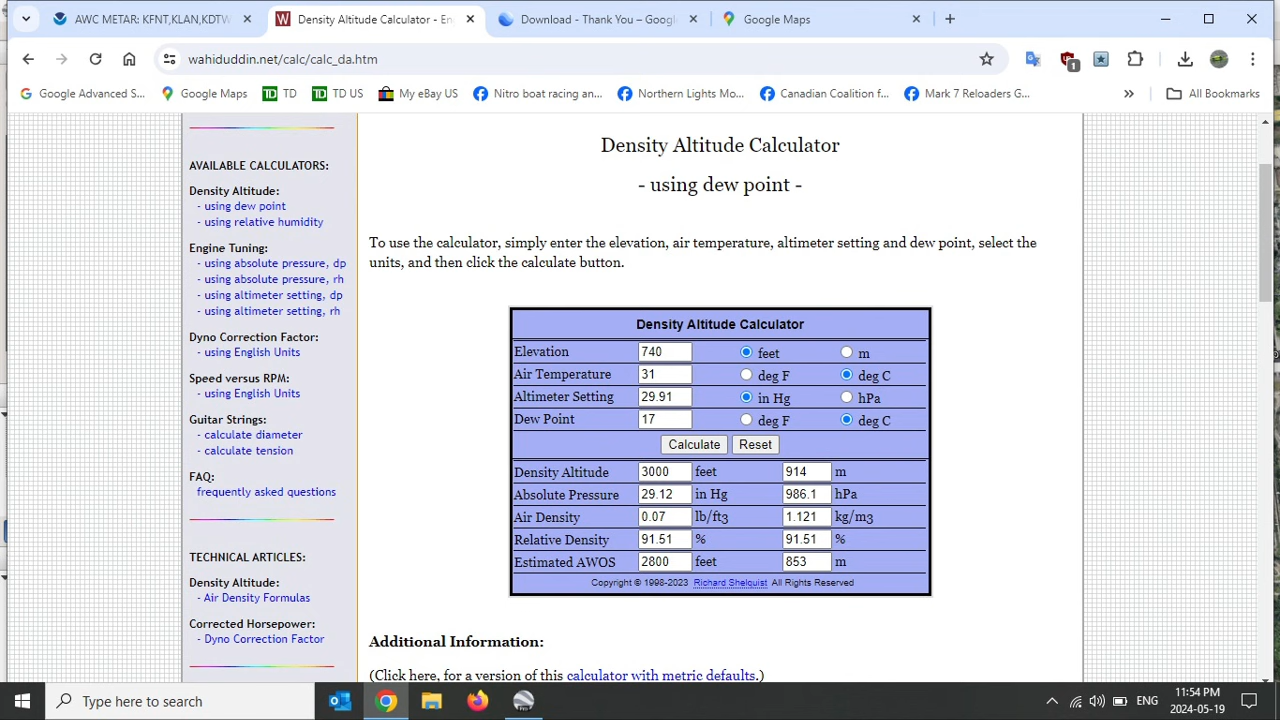 AWC METAR: KFNT,KLAN,KDTW
Density Altitude Calculator - En
Download - Thank You – Googl
Google Maps
wahiduddin.net/calc/calc_da.htm
1
Google Advanced S...
Google Maps
TD
TD US
My eBay US
Nitro boat racing an...
Northern Lights Mo...
Canadian Coalition f...
Mark 7 Reloaders G...
»
All Bookmarks
AVAILABLE CALCULATORS:
Density Altitude:
- using dew point
- using relative humidity
Engine Tuning:
- using absolute pressure, dp
- using absolute pressure, rh
- using altimeter setting, dp
- using altimeter setting, rh
Dyno Correction Factor:
- using English Units
Speed versus RPM:
- using English Units
Guitar Strings:
- calculate diameter
- calculate tension
FAQ:
frequently asked questions
TECHNICAL ARTICLES:
Density Altitude:
- Air Density Formulas
Corrected Horsepower:
- Dyno Correction Factor
Density Altitude Calculator
- using dew point -
To use the calculator, simply enter the elevation, air temperature, altimeter setting and dew point, select the
units, and then click the calculate button.
Density Altitude Calculator
Elevation 740 feet m
Air Temperature 31 deg F deg C
Altimeter Setting 29.91 in Hg hPa
Dew Point 17 deg F deg C
Calculate Reset
Density Altitude 3000 feet 914 m
Absolute Pressure 29.12 in Hg 986.1 hPa
Air Density 0.07 lb/ft3 1.121 kg/m3
Relative Density 91.51 % 91.51 %
Estimated AWOS 2800 feet 853 m
Copyright © 1998-2023 Richard Shelquist All Rights Reserved
Additional Information:
(Click here, for a version of this calculator with metric defaults.)
Type here to search
ENG
11:54 PM
2024-05-19